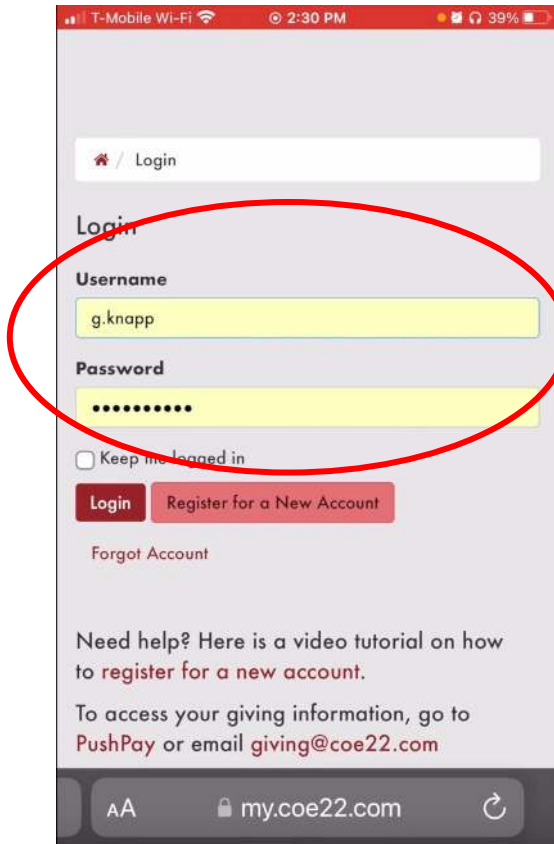 T-Mobile Wi-Fi 2:30 PM 39%
/ Login
Login
Username
g.knapp
Password
••••••••••
Keep me logged in
Login Register for a New Account
Forgot Account
Need help? Here is a video tutorial on how
to register for a new account.
To access your giving information, go to
PushPay or email giving@coe22.com
AA my.coe22.com